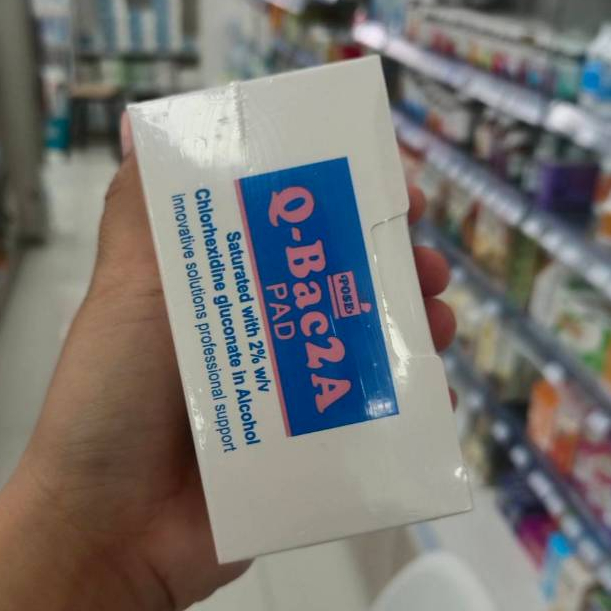 Q-Bac2A
POSE
PAD
Saturated with 2% w/v
Chlorhexidine gluconate in Alcohol
innovative solutions professional support